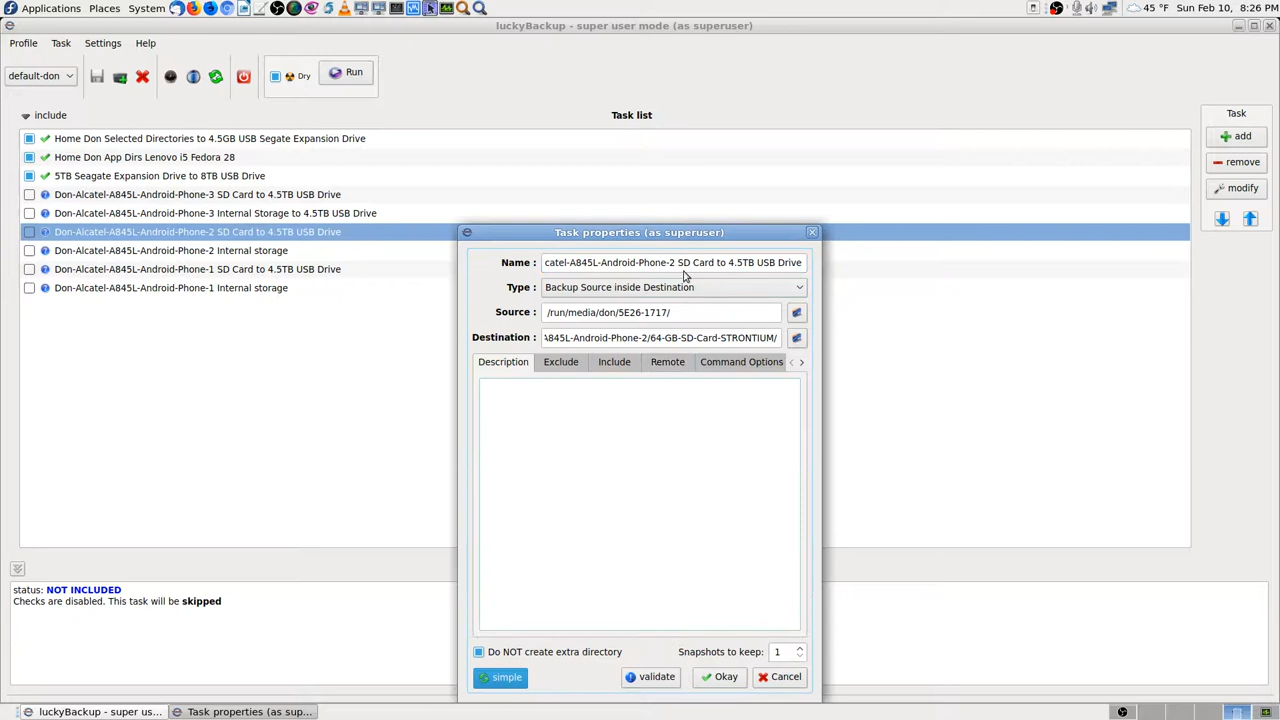 Applications Places System
45 °F Sun Feb 10, 8:26 PM
luckyBackup - super user mode (as superuser)
Profile Task Settings Help
default-don
Dry
Run
include
Task list
Task
Home Don Selected Directories to 4.5GB USB Segate Expansion Drive
Home Don App Dirs Lenovo i5 Fedora 28
5TB Seagate Expansion Drive to 8TB USB Drive
Don-Alcatel-A845L-Android-Phone-3 SD Card to 4.5TB USB Drive
Don-Alcatel-A845L-Android-Phone-3 Internal Storage to 4.5TB USB Drive
Don-Alcatel-A845L-Android-Phone-2 SD Card to 4.5TB USB Drive
Don-Alcatel-A845L-Android-Phone-2 Internal storage
Don-Alcatel-A845L-Android-Phone-1 SD Card to 4.5TB USB Drive
Don-Alcatel-A845L-Android-Phone-1 Internal storage
add
remove
modify
Task properties (as superuser)
Name : catel-A845L-Android-Phone-2 SD Card to 4.5TB USB Drive
Type : Backup Source inside Destination
Source : /run/media/don/5E26-1717/
Destination : A845L-Android-Phone-2/64-GB-SD-Card-STRONTIUM/
Description Exclude Include Remote Command Options
Do NOT create extra directory Snapshots to keep: 1
simple validate Okay Cancel
status: NOT INCLUDED
Checks are disabled. This task will be skipped
luckyBackup - super us... Task properties (as sup...